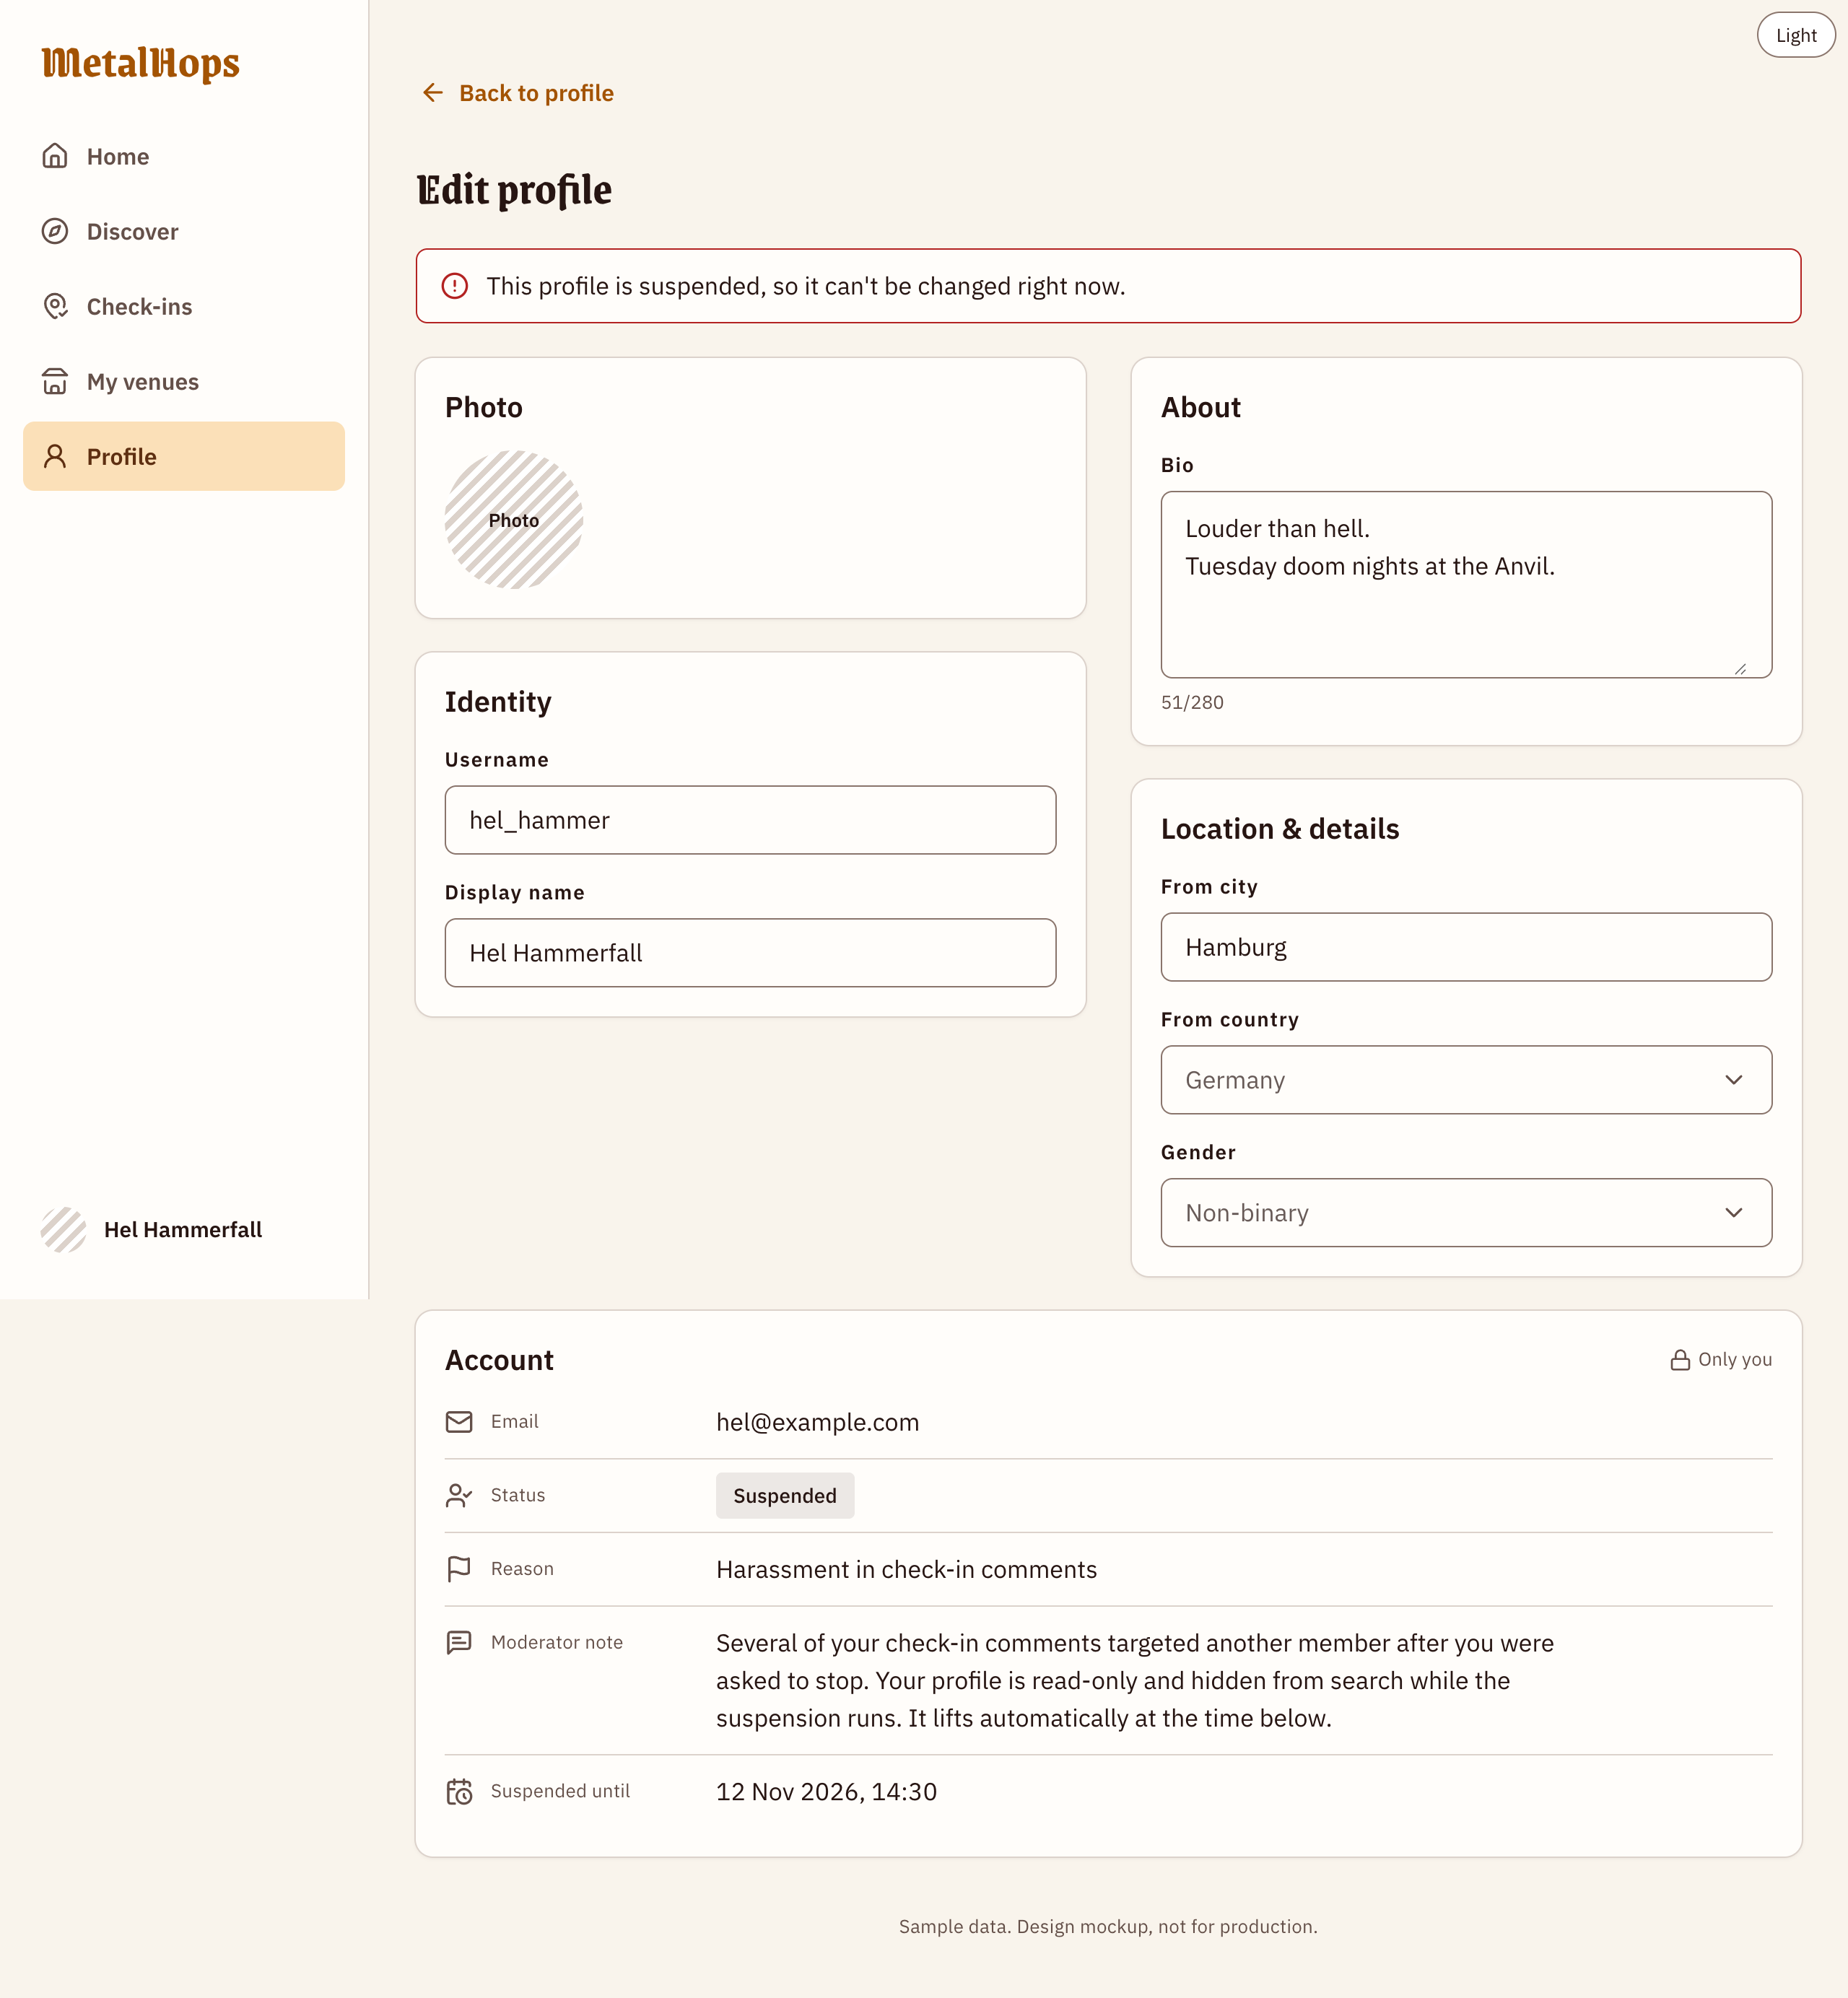 MetalHops
Home
Discover
Check-ins
My venues
Profile
Hel Hammerfall
Light
Back to profile
Edit profile
This profile is suspended, so it can't be changed right now.
Photo
Photo
Identity
Username
hel_hammer
Display name
Hel Hammerfall
About
Bio
Louder than hell.
Tuesday doom nights at the Anvil.
51/280
Location & details
From city
Hamburg
From country
Germany
Gender
Non-binary
Account
Only you
Email
hel@example.com
Status
Suspended
Reason
Harassment in check-in comments
Moderator note
Several of your check-in comments targeted another member after you were
asked to stop. Your profile is read-only and hidden from search while the
suspension runs. It lifts automatically at the time below.
Suspended until
12 Nov 2026, 14:30
Sample data. Design mockup, not for production.